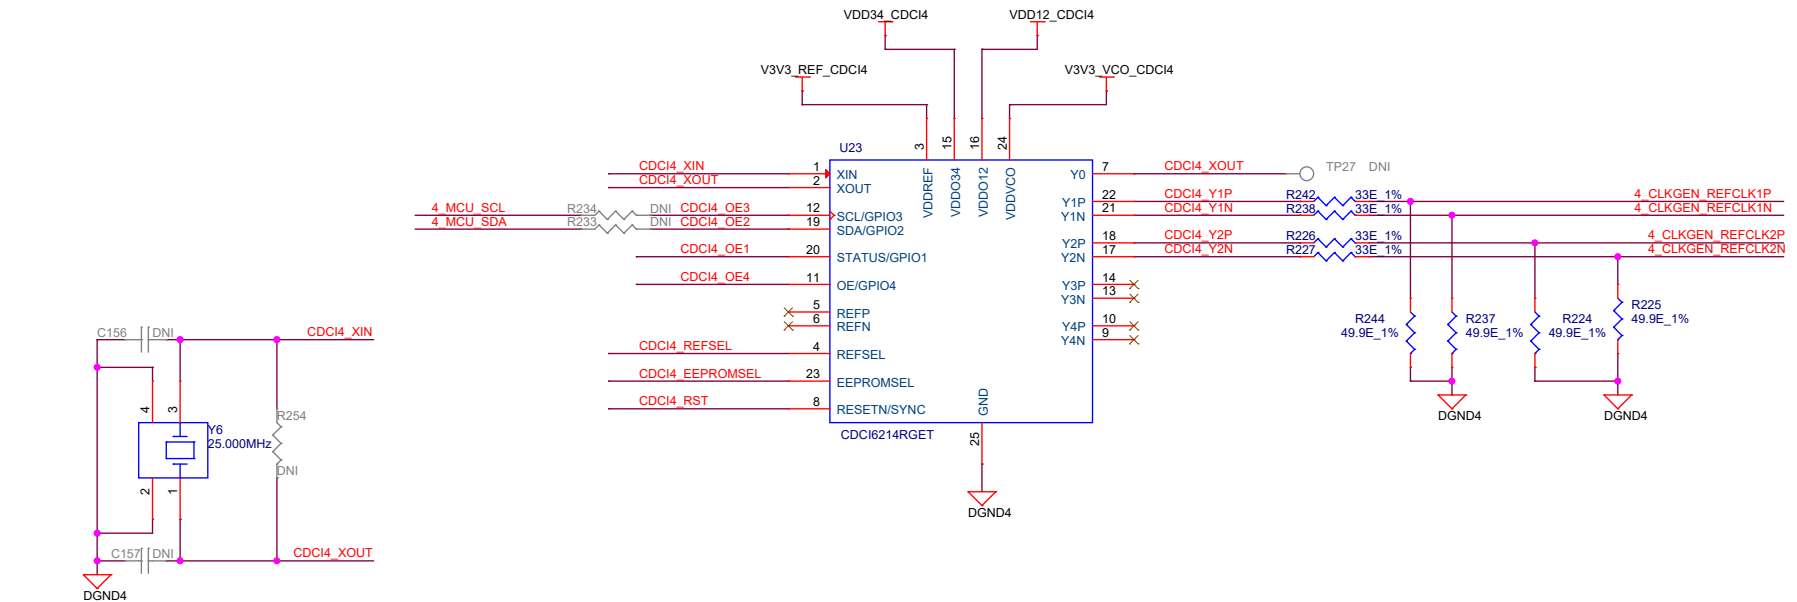 VDD34_CDCI4
VDD12_CDCI4
V3V3_REF_CDCI4
V3V3_VCO_CDCI4
3
15
16
24
U23
VDDREF
VDDO34
VDDO12
VDDVCO
CDCI4_XIN 1 XIN
CDCI4_XOUT 2 XOUT
4_MCU_SCL R234 DNI CDCI4_OE3 12 SCL/GPIO3
4_MCU_SDA R233 DNI CDCI4_OE2 19 SDA/GPIO2
CDCI4_OE1 20 STATUS/GPIO1
CDCI4_OE4 11 OE/GPIO4
5 REFP
6 REFN
CDCI4_REFSEL 4 REFSEL
CDCI4_EEPROMSEL 23 EEPROMSEL
CDCI4_RST 8 RESETN/SYNC
Y0 7 CDCI4_XOUT TP27 DNI
Y1P 22 CDCI4_Y1P R242 33E_1% 4_CLKGEN_REFCLK1P
Y1N 21 CDCI4_Y1N R238 33E_1% 4_CLKGEN_REFCLK1N
Y2P 18 CDCI4_Y2P R226 33E_1% 4_CLKGEN_REFCLK2P
Y2N 17 CDCI4_Y2N R227 33E_1% 4_CLKGEN_REFCLK2N
Y3P 14
Y3N 13
Y4P 10
Y4N 9
GND
25
CDCI6214RGET
DGND4
R244
49.9E_1%
R237
49.9E_1%
R224
49.9E_1%
R225
49.9E_1%
DGND4
DGND4
C156 DNI CDCI4_XIN
4
3
Y6
25.000MHz
R254
DNI
2
1
C157 DNI CDCI4_XOUT
DGND4